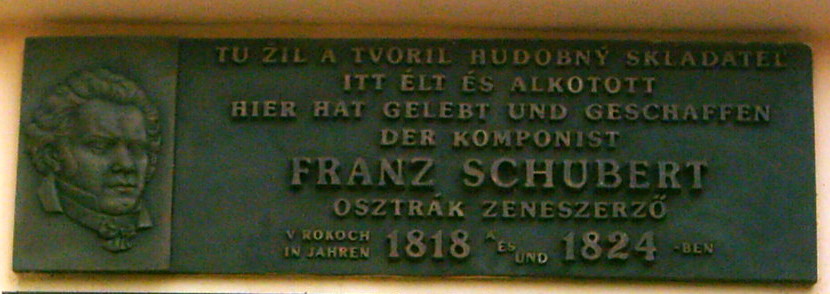 TU ŽIL A TVORIL HUDOBNÝ SKLADATEĽ
ITT ÉLT ÉS ALKOTOTT
HIER HAT GELEBT UND GESCHAFFEN
DER KOMPONIST
FRANZ SCHUBERT
OSZTRÁK ZENESZERZŐ
V ROKOCH
IN JAHREN 1818 A ÉS UND 1824 -BEN